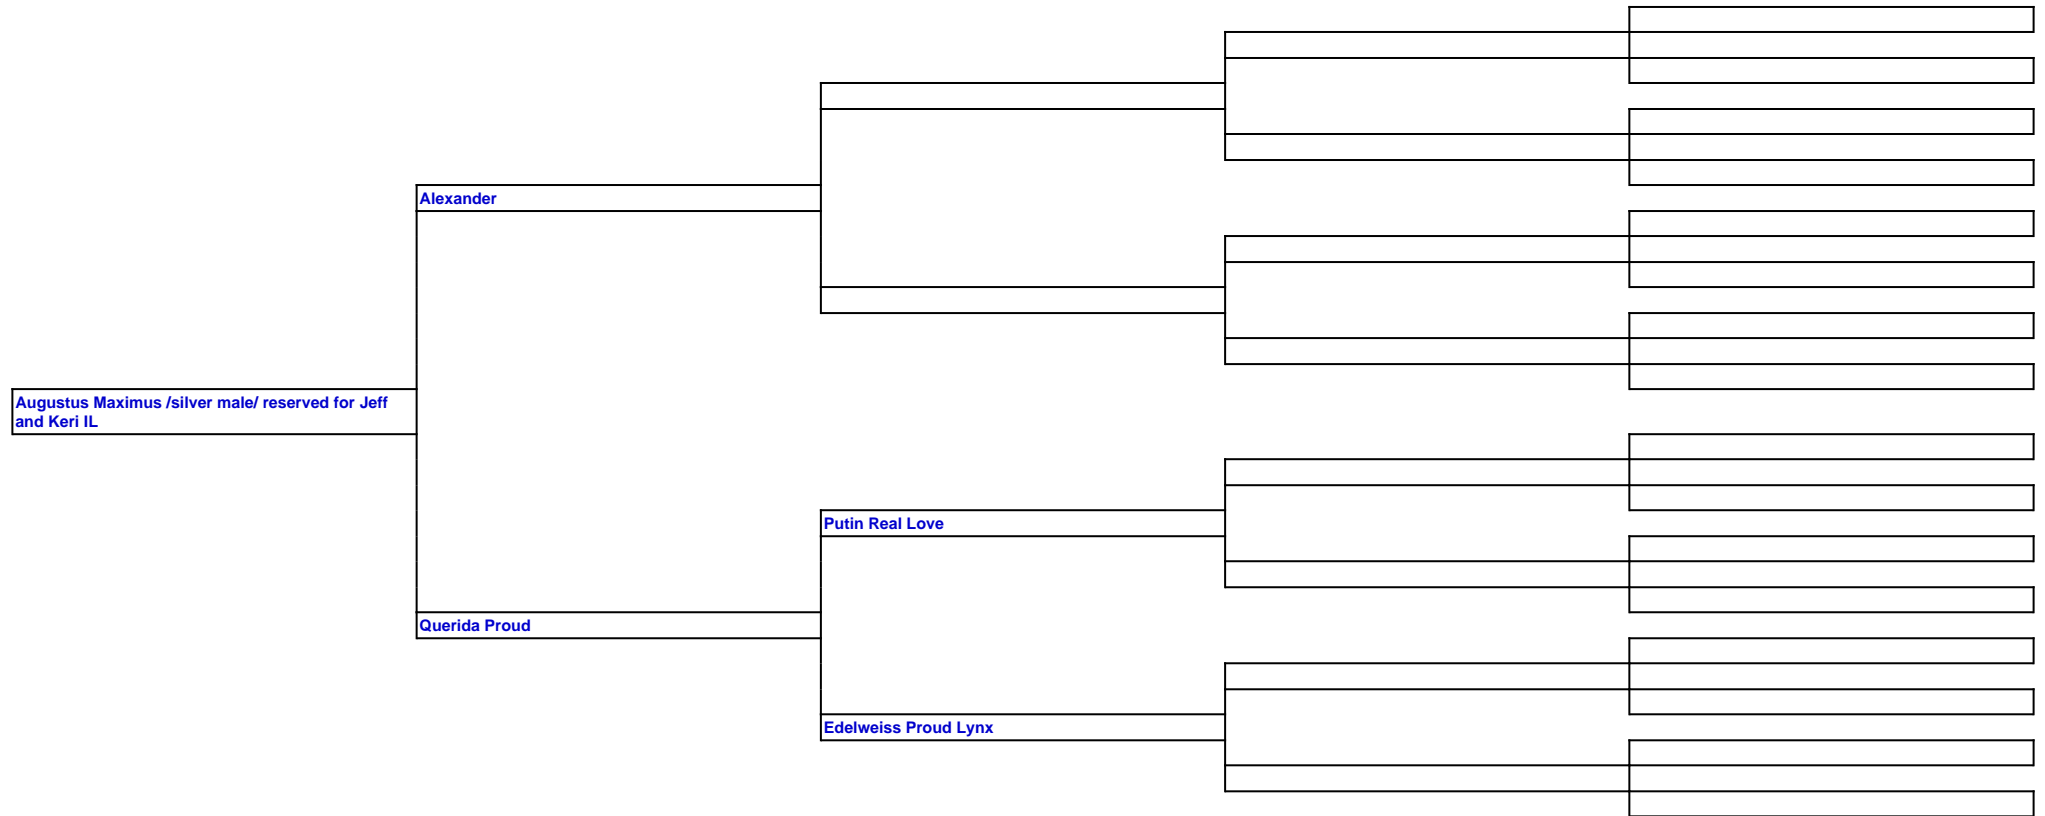 Alexander
Augustus Maximus /silver male/ reserved for Jeff
and Keri IL
Putin Real Love
Querida Proud
Edelweiss Proud Lynx